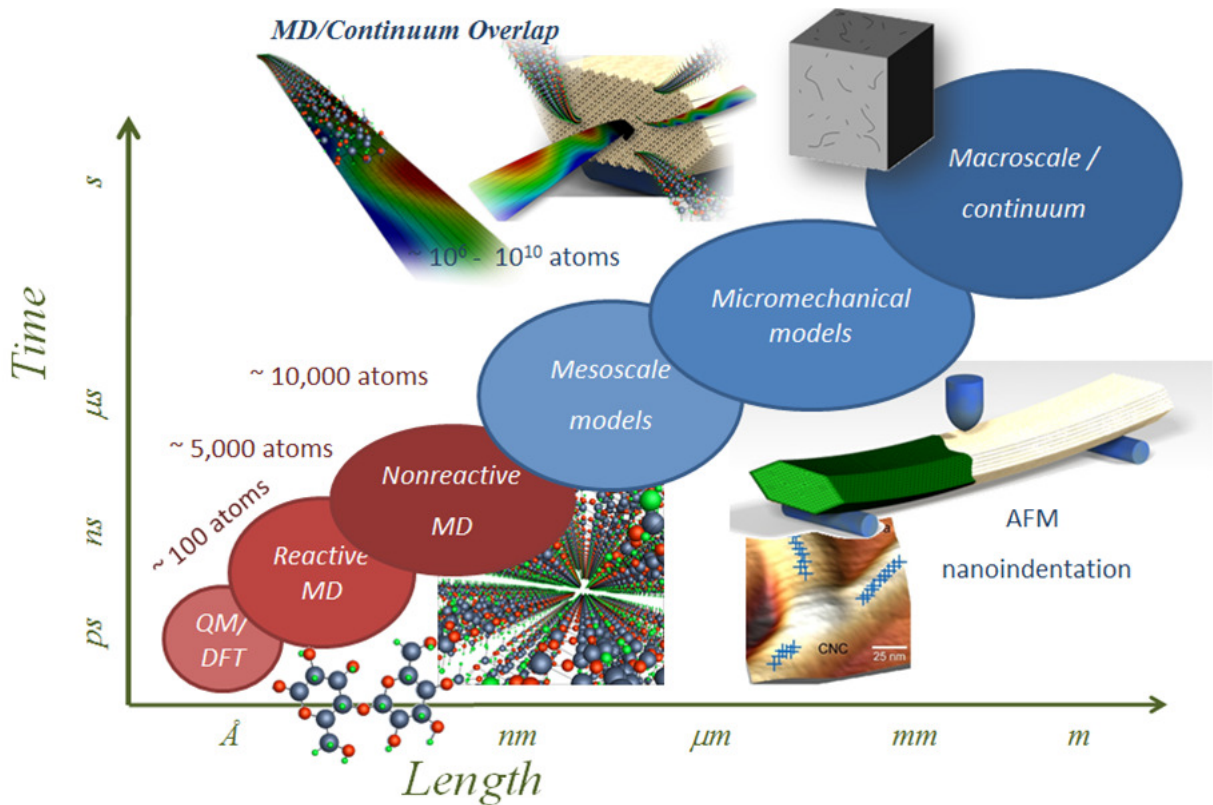 MD/Continuum Overlap
Macroscale /
continuum
s
~ 10⁶ - 10¹⁰ atoms
Micromechanical
models
Time
Mesoscale
models
~ 10,000 atoms
μs
~ 5,000 atoms
Nonreactive
MD
~ 100 atoms
ns
Reactive
MD
AFM
nanoindentation
a
ps
QM/
DFT
CNC
25 nm
Å
nm
μm
mm
m
Length